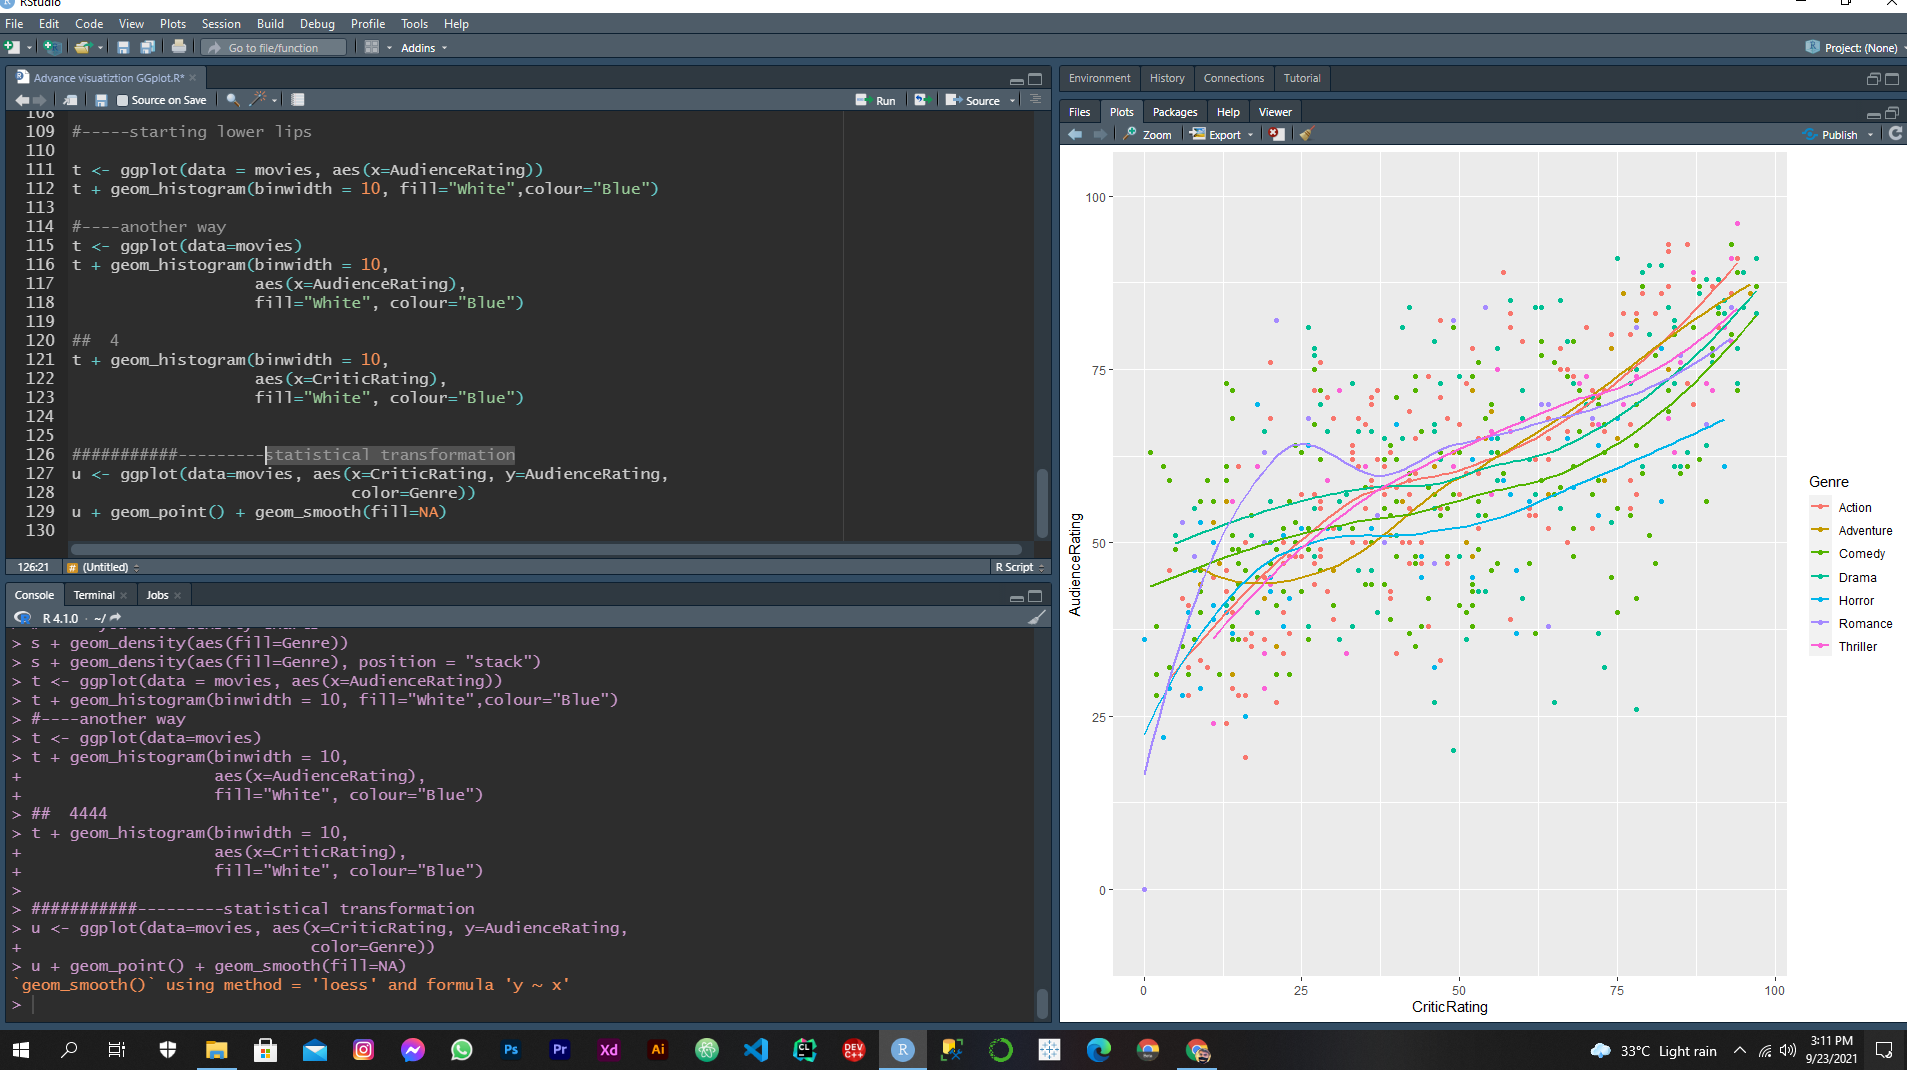 RStudio
File Edit Code View Plots Session Build Debug Profile Tools Help
Go to file/function Addins Project: (None)
Advance visuatiztion GGplot.R*
Source on Save Run Source
108
109 #-----starting lower lips
110
111 t <- ggplot(data = movies, aes(x=AudienceRating))
112 t + geom_histogram(binwidth = 10, fill="White",colour="Blue")
113
114 #----another way
115 t <- ggplot(data=movies)
116 t + geom_histogram(binwidth = 10,
117 aes(x=AudienceRating),
118 fill="White", colour="Blue")
119
120 ##  4
121 t + geom_histogram(binwidth = 10,
122 aes(x=CriticRating),
123 fill="White", colour="Blue")
124
125
126 ###########---------statistical transformation
127 u <- ggplot(data=movies, aes(x=CriticRating, y=AudienceRating,
128 color=Genre))
129 u + geom_point() + geom_smooth(fill=NA)
130
126:21 # (Untitled) R Script
Console Terminal Jobs
R 4.1.0 · ~/
> s + geom_density(aes(fill=Genre))
> s + geom_density(aes(fill=Genre), position = "stack")
> t <- ggplot(data = movies, aes(x=AudienceRating))
> t + geom_histogram(binwidth = 10, fill="White",colour="Blue")
> #----another way
> t <- ggplot(data=movies)
> t + geom_histogram(binwidth = 10,
+ aes(x=AudienceRating),
+ fill="White", colour="Blue")
> ##  4444
> t + geom_histogram(binwidth = 10,
+ aes(x=CriticRating),
+ fill="White", colour="Blue")
>
> ###########---------statistical transformation
> u <- ggplot(data=movies, aes(x=CriticRating, y=AudienceRating,
+ color=Genre))
> u + geom_point() + geom_smooth(fill=NA)
`geom_smooth()` using method = 'loess' and formula 'y ~ x'
>
Environment History Connections Tutorial
Files Plots Packages Help Viewer
Zoom Export Publish
100
75
50
25
0
AudienceRating
0 25 50 75 100
CriticRating
Genre
Action
Adventure
Comedy
Drama
Horror
Romance
Thriller
Ps Pr Xd Ai CL DEV C++ R
33°C Light rain
3:11 PM
9/23/2021